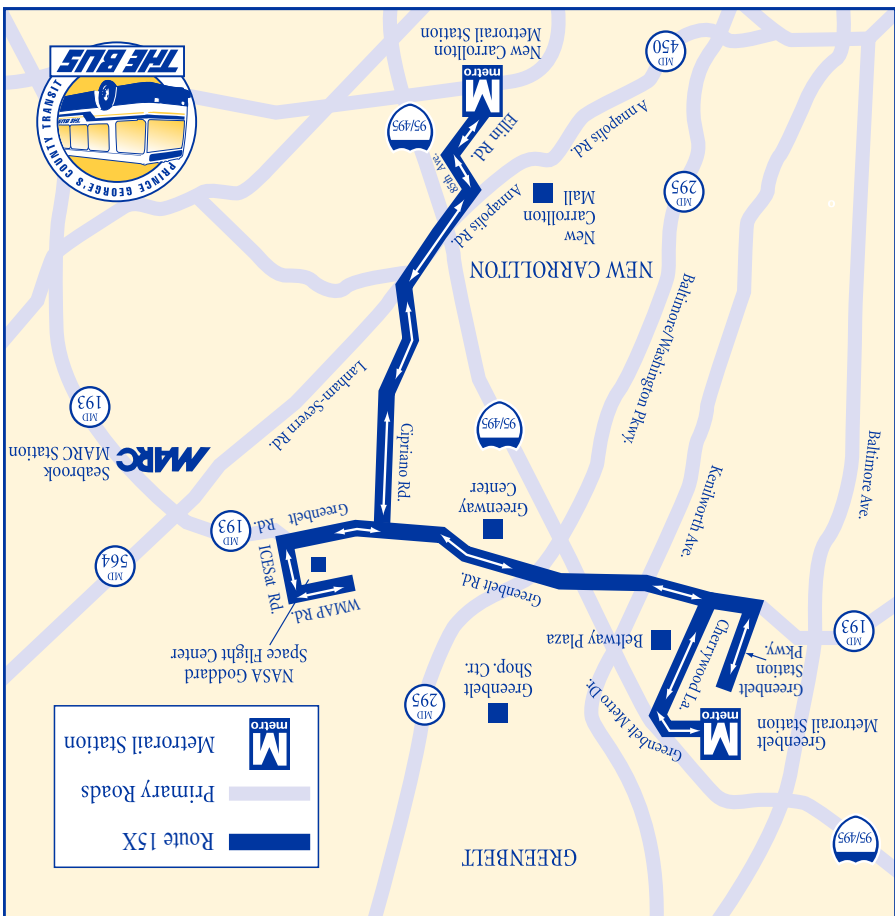 GREENBELT
95/495
Route 15X
Primary Roads
M
metro
Metrorail Station
Greenbelt
Metrorail Station
M
metro
Greenbelt Metro Dr.
Greenbelt
Shop. Ctr.
MD
295
Greenbelt
Station
Pkwy.
Cherrywood La.
Beltway Plaza
MD
193
NASA Goddard
Space Flight Center
WMAP Rd.
ICESat Rd.
Greenbelt Rd.
MD
564
Greenbelt Rd.
MD
193
Greenway
Center
Kenilworth Ave.
Baltimore Ave.
Cipriano Rd.
Seabrook
MARC Station
MARC
95/495
MD
193
Lanham-Severn Rd.
Baltimore/Washington Pkwy.
NEW CARROLLTON
New
Carrollton
Mall
Annapolis Rd.
MD
295
85th Ave.
Ellin Rd.
Annapolis Rd.
95/495
M
metro
New Carrollton
Metrorail Station
MD
450
PRINCE GEORGE'S COUNTY TRANSIT
THE BUS
THE BUS